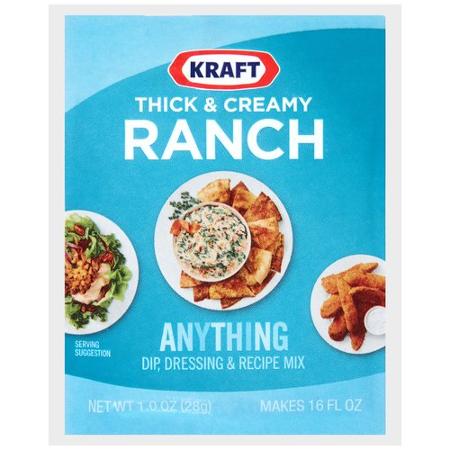 KRAFT
THICK & CREAMY
RANCH
ANYTHING
DIP, DRESSING & RECIPE MIX
SERVING
SUGGESTION
NET WT 1.0 OZ (28g)
MAKES 16 FL OZ